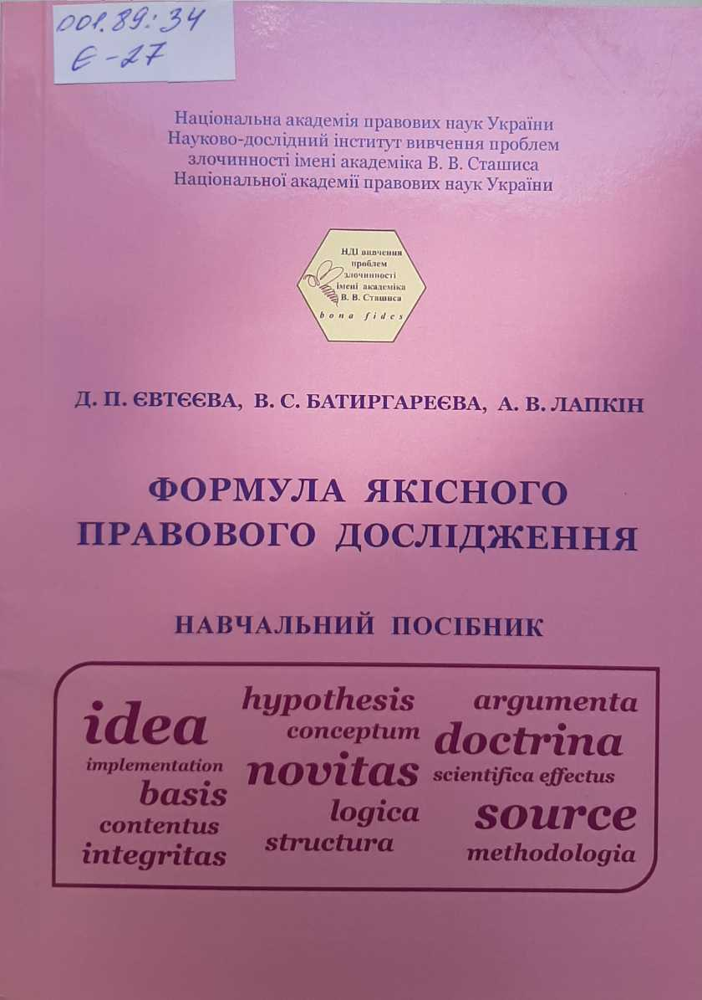 001.89:34
Є-27
Національна академія правових наук України
Науково-дослідний інститут вивчення проблем
злочинності імені академіка В. В. Сташиса
Національної академії правових наук України
НДІ вивчення
проблем
злочинності
імені академіка
В. В. Сташиса
bona fides
Д. П. ЄВТЄЄВА, В. С. БАТИРГАРЕЄВА, А. В. ЛАПКІН
ФОРМУЛА ЯКІСНОГО
ПРАВОВОГО ДОСЛІДЖЕННЯ
НАВЧАЛЬНИЙ ПОСІБНИК
idea
implementation
basis
contentus
integritas
hypothesis
conceptum
novitas
logica
structura
argumenta
doctrina
scientifica effectus
source
methodologia